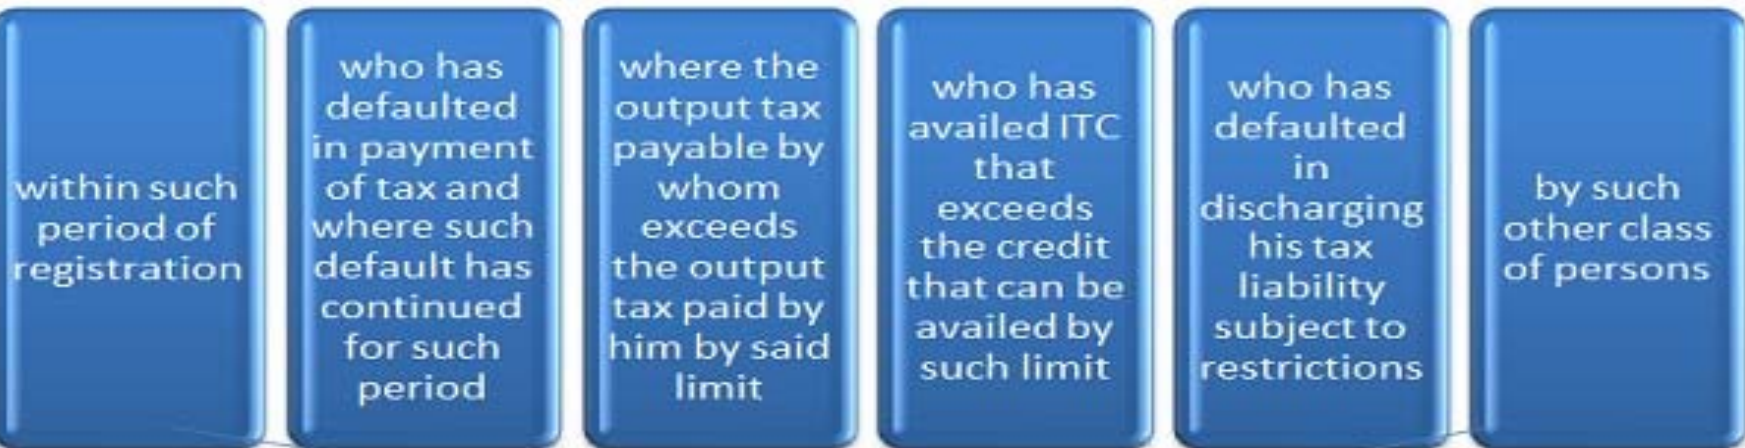 within such
period of
registration
who has
defaulted
in payment
of tax and
where such
default has
continued
for such
period
where the
output tax
payable by
whom
exceeds
the output
tax paid by
him by said
limit
who has
availed ITC
that
exceeds
the credit
that can be
availed by
such limit
who has
defaulted
in
discharging
his tax
liability
subject to
restrictions
by such
other class
of persons